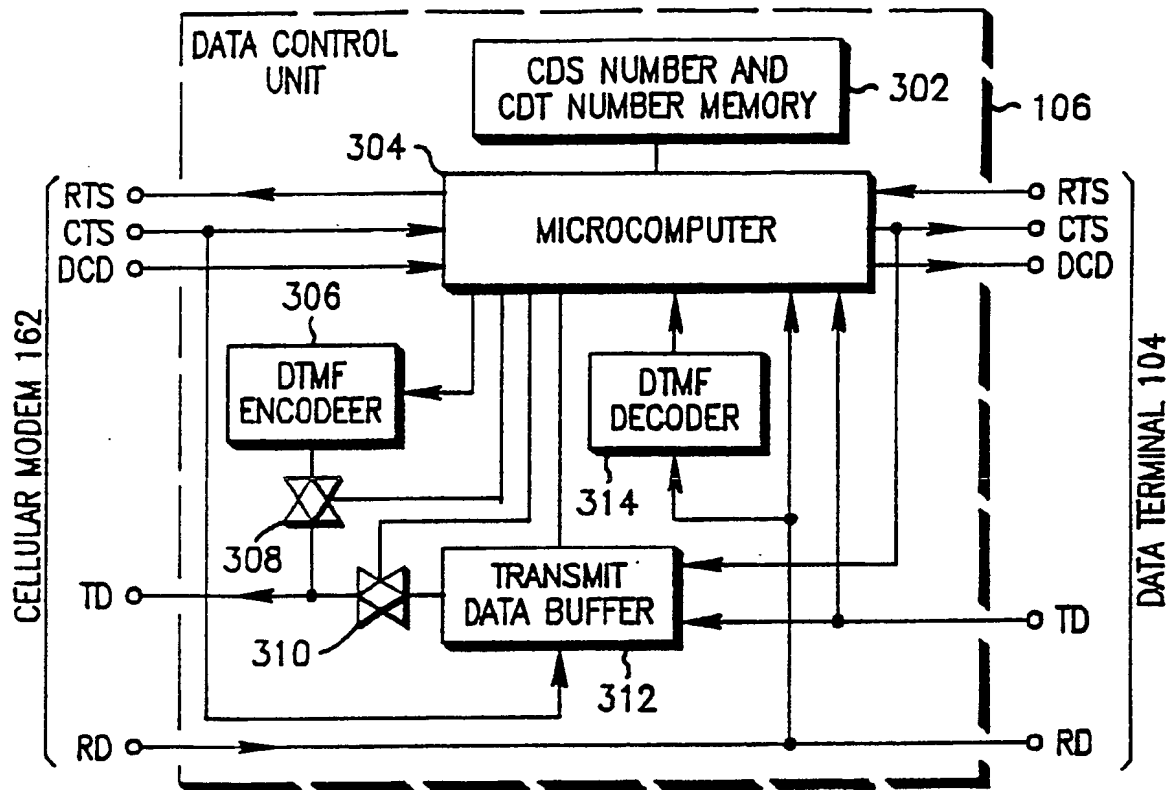 DATA CONTROL
UNIT
CDS NUMBER AND
CDT NUMBER MEMORY
302
106
304
RTS
CTS
DCD
MICROCOMPUTER
RTS
CTS
DCD
306
DTMF
ENCODEER
DTMF
DECODER
314
308
CELLULAR MODEM 162
DATA TERMINAL 104
TD
310
TRANSMIT
DATA BUFFER
312
TD
RD
RD